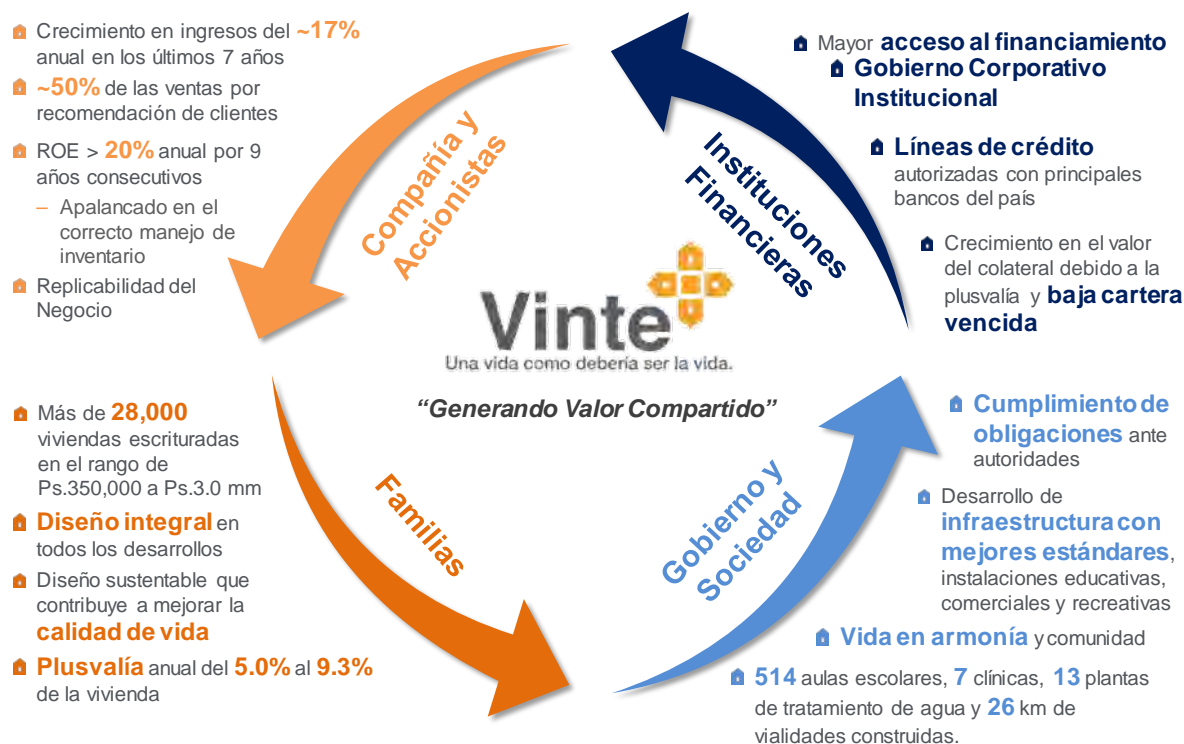 Crecimiento en ingresos del ~17%
anual en los últimos 7 años
~50% de las ventas por
recomendación de clientes
ROE > 20% anual por 9
años consecutivos
– Apalancado en el
correcto manejo de
inventario
Replicabilidad del
Negocio
Compañía y
Accionistas
Instituciones
Financieras
Mayor acceso al financiamiento
Gobierno Corporativo
Institucional
Líneas de crédito
autorizadas con principales
bancos del país
Crecimiento en el valor
del colateral debido a la
plusvalía y baja cartera
vencida
Vinte
Una vida como debería ser la vida.
“Generando Valor Compartido”
Más de 28,000
viviendas escrituradas
en el rango de
Ps.350,000 a Ps.3.0 mm
Diseño integral en
todos los desarrollos
Diseño sustentable que
contribuye a mejorar la
calidad de vida
Plusvalía anual del 5.0% al 9.3%
de la vivienda
Familias
Gobierno y
Sociedad
Cumplimiento de
obligaciones ante
autoridades
Desarrollo de
infraestructura con
mejores estándares,
instalaciones educativas,
comerciales y recreativas
Vida en armonía y comunidad
514 aulas escolares, 7 clínicas, 13 plantas
de tratamiento de agua y 26 km de
vialidades construidas.